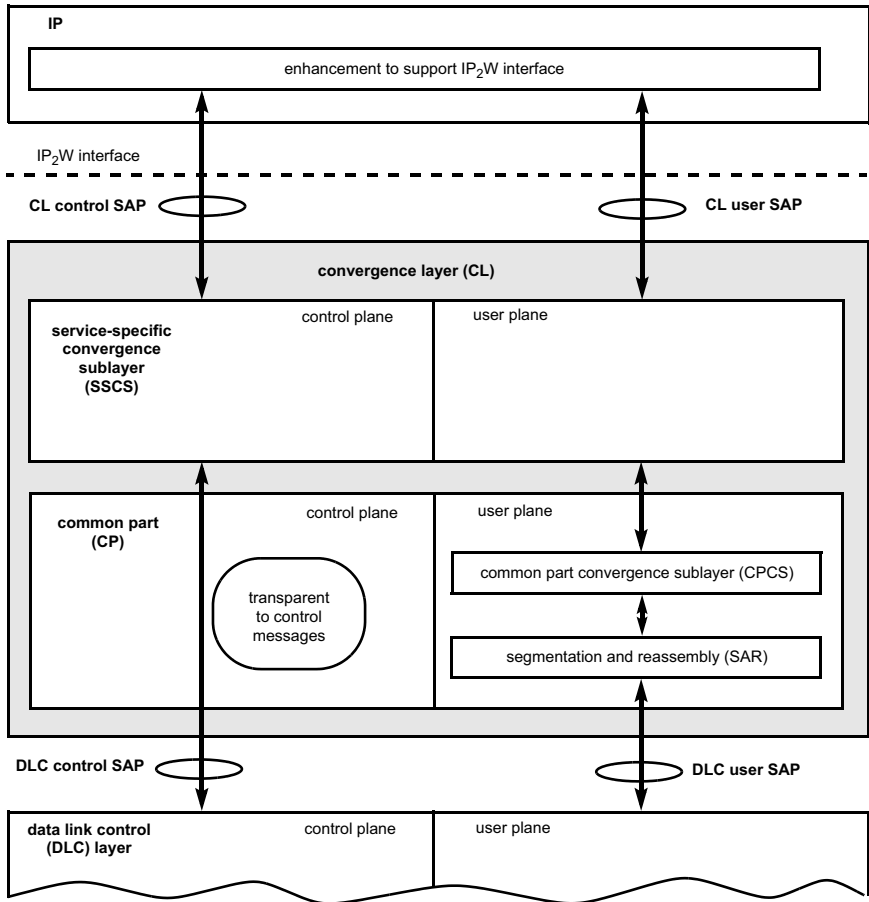 IP
enhancement to support IP2W interface
IP2W interface
CL control SAP
CL user SAP
convergence layer (CL)
service-specific
convergence
sublayer
(SSCS)
control plane
user plane
common part
(CP)
control plane
user plane
transparent
to control
messages
common part convergence sublayer (CPCS)
segmentation and reassembly (SAR)
DLC control SAP
DLC user SAP
data link control
(DLC) layer
control plane
user plane